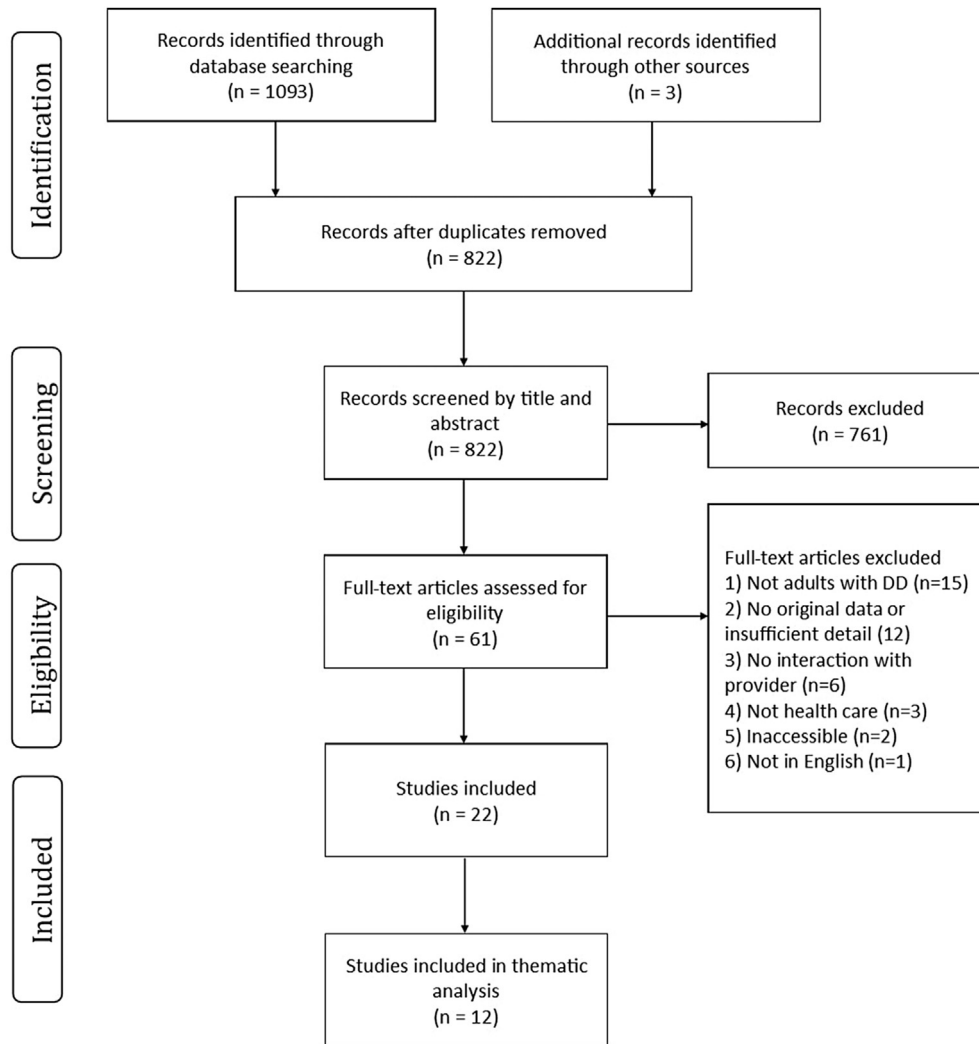 Identification
Records identified through
database searching
(n = 1093)
Additional records identified
through other sources
(n = 3)
Records after duplicates removed
(n = 822)
Screening
Records screened by title and
abstract
(n = 822)
Records excluded
(n = 761)
Eligibility
Full-text articles assessed for
eligibility
(n = 61)
Full-text articles excluded
1) Not adults with DD (n=15)
2) No original data or
insufficient detail (12)
3) No interaction with
provider (n=6)
4) Not health care (n=3)
5) Inaccessible (n=2)
6) Not in English (n=1)
Included
Studies included
(n = 22)
Studies included in thematic
analysis
(n = 12)